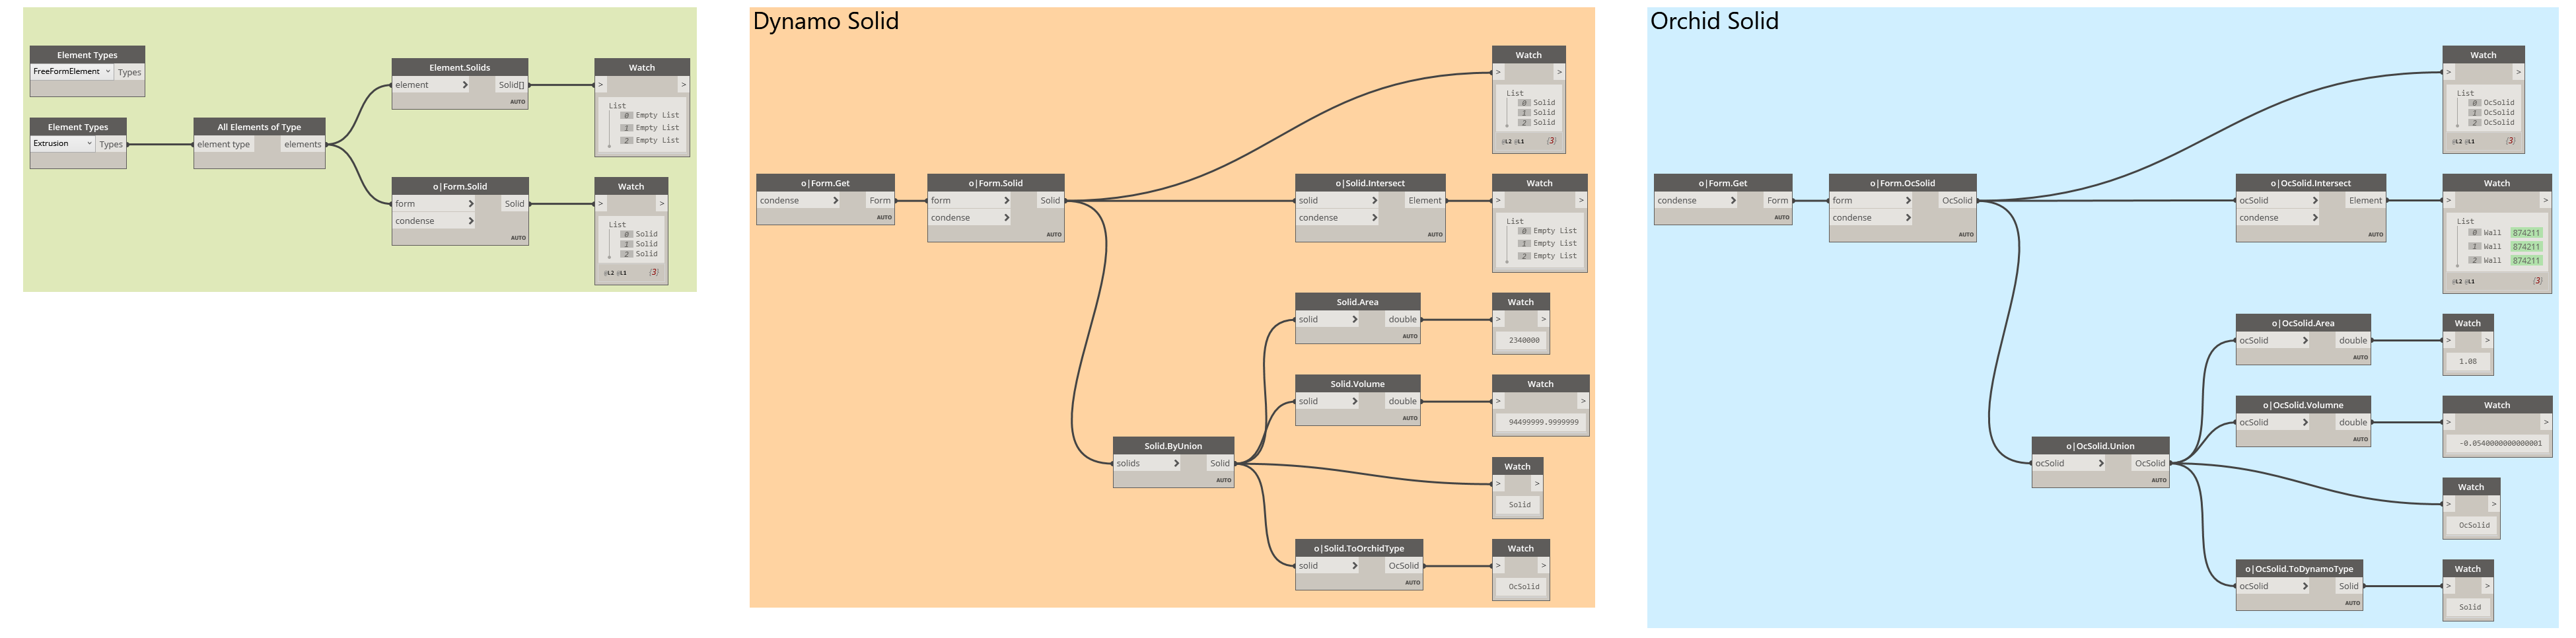 Element Types
FreeFormElement Types
Element Types
Extrusion Types
All Elements of Type
element type elements
Element.Solids
element > Solid[]
AUTO
Watch
> >
List
0 Empty List
1 Empty List
2 Empty List
o|Form.Solid
form > Solid
condense >
AUTO
Watch
> >
List
0 Solid
1 Solid
2 Solid
@L2 @L1 {3}
Dynamo Solid
o|Form.Get
condense > Form
AUTO
o|Form.Solid
form > Solid
condense >
AUTO
Watch
> >
List
0 Solid
1 Solid
2 Solid
@L2 @L1 {3}
o|Solid.Intersect
solid > Element
condense >
AUTO
Watch
> >
List
0 Empty List
1 Empty List
2 Empty List
Solid.Area
solid > double
AUTO
Watch
> >
2340000
Solid.Volume
solid > double
AUTO
Watch
> >
94499999.9999999
Solid.ByUnion
solids > Solid
AUTO
Watch
> >
Solid
o|Solid.ToOrchidType
solid > OcSolid
AUTO
Watch
> >
OcSolid
Orchid Solid
o|Form.Get
condense > Form
AUTO
o|Form.OcSolid
form > OcSolid
condense >
AUTO
Watch
> >
List
0 OcSolid
1 OcSolid
2 OcSolid
@L2 @L1 {3}
o|OcSolid.Intersect
ocSolid > Element
condense >
AUTO
Watch
> >
List
0 Wall 874211
1 Wall 874211
2 Wall 874211
@L2 @L1 {3}
o|OcSolid.Area
ocSolid > double
AUTO
Watch
> >
1.08
o|OcSolid.Volumne
ocSolid > double
AUTO
Watch
> >
-0.0540000000000001
o|OcSolid.Union
ocSolid > OcSolid
AUTO
Watch
> >
OcSolid
o|OcSolid.ToDynamoType
ocSolid > Solid
AUTO
Watch
> >
Solid